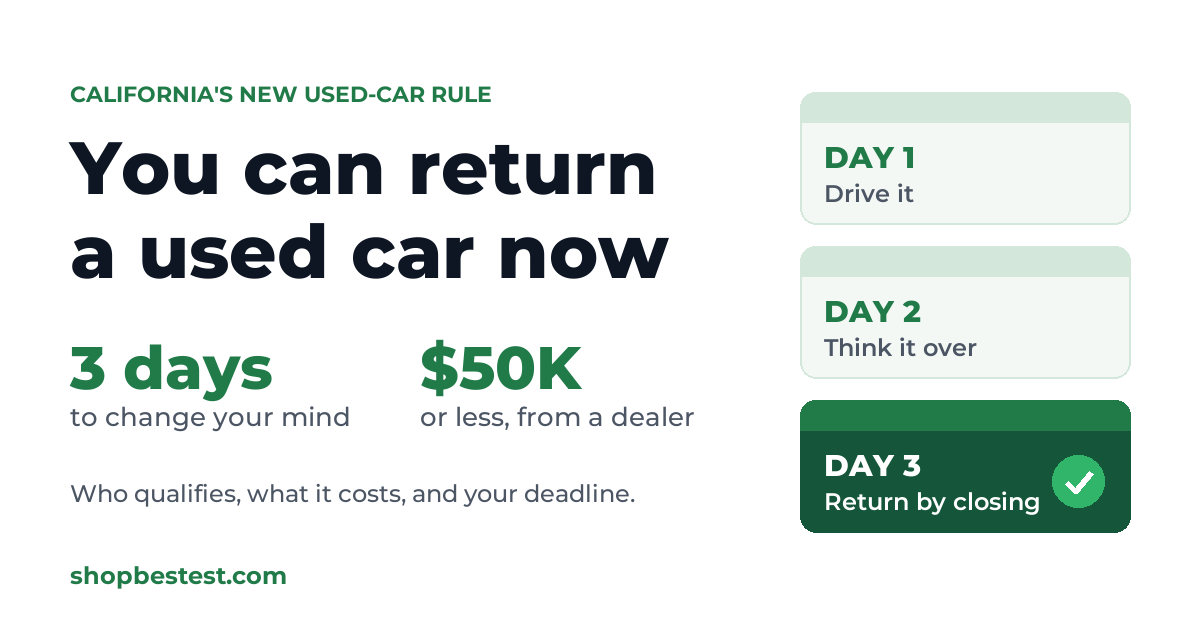 CALIFORNIA'S NEW USED-CAR RULE
You can return
a used car now
3 days
to change your mind
$50K
or less, from a dealer
Who qualifies, what it costs, and your deadline.
shopbestest.com
DAY 1
Drive it
DAY 2
Think it over
DAY 3
Return by closing